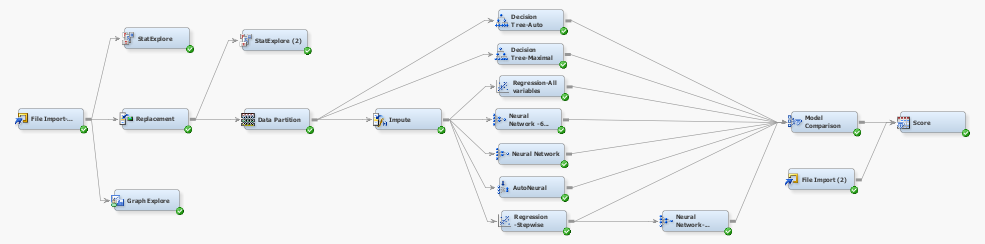 Decision
Tree-Auto
StatExplore
StatExplore (2)
Decision
Tree-Maximal
Regression-All
variables
File Import-...
Replacement
Data Partition
Impute
Neural
Network -6...
Model
Comparison
Score
Neural Network
File Import (2)
AutoNeural
Graph Explore
Regression
-Stepwise
Neural
Network-...